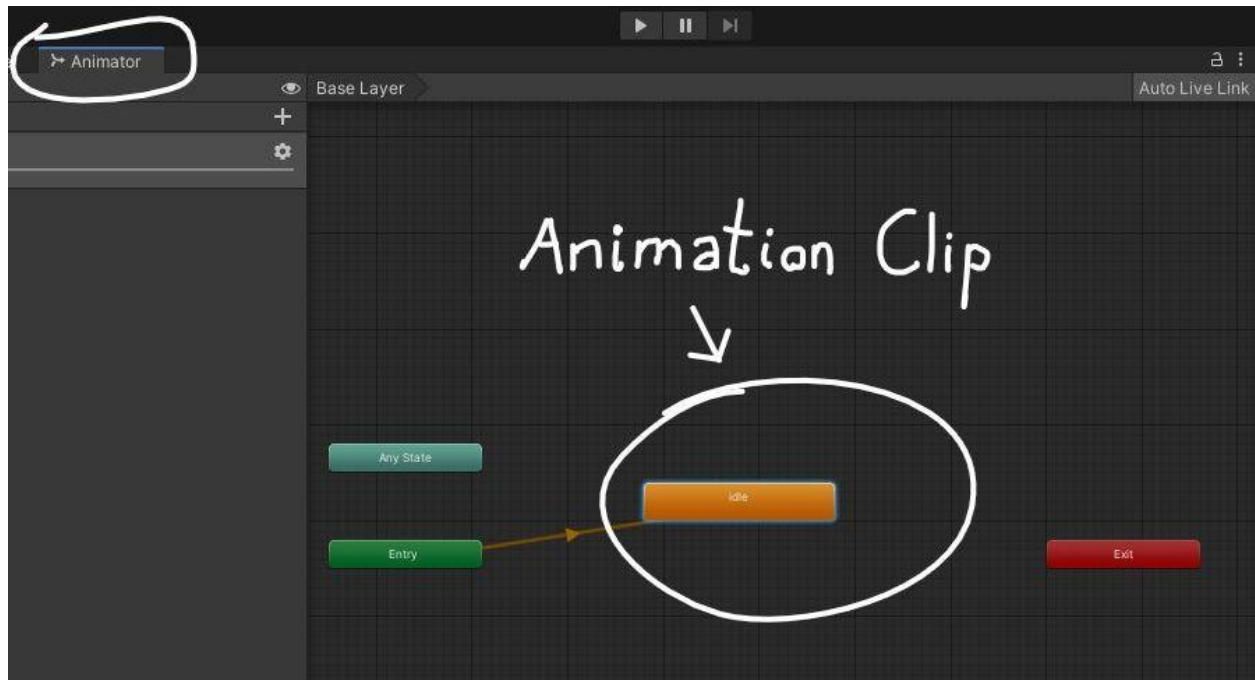 Animator
Base Layer
Auto Live Link
Animation Clip
Any State
idle
Entry
Exit